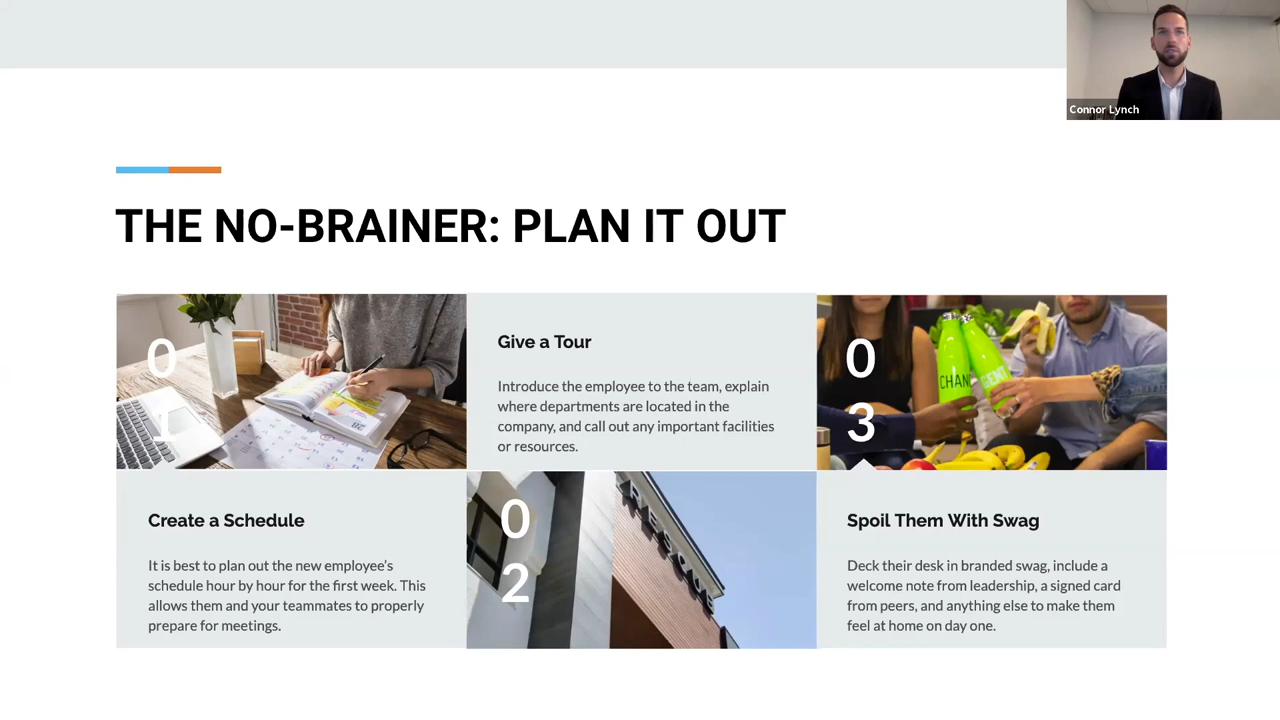 Connor Lynch
THE NO-BRAINER: PLAN IT OUT
0
1
Create a Schedule
It is best to plan out the new employee's
schedule hour by hour for the first week. This
allows them and your teammates to properly
prepare for meetings.
Give a Tour
Introduce the employee to the team, explain
where departments are located in the
company, and call out any important facilities
or resources.
0
2
RESCUE
0
3
CHANG
GENT
Spoil Them With Swag
Deck their desk in branded swag, include a
welcome note from leadership, a signed card
from peers, and anything else to make them
feel at home on day one.